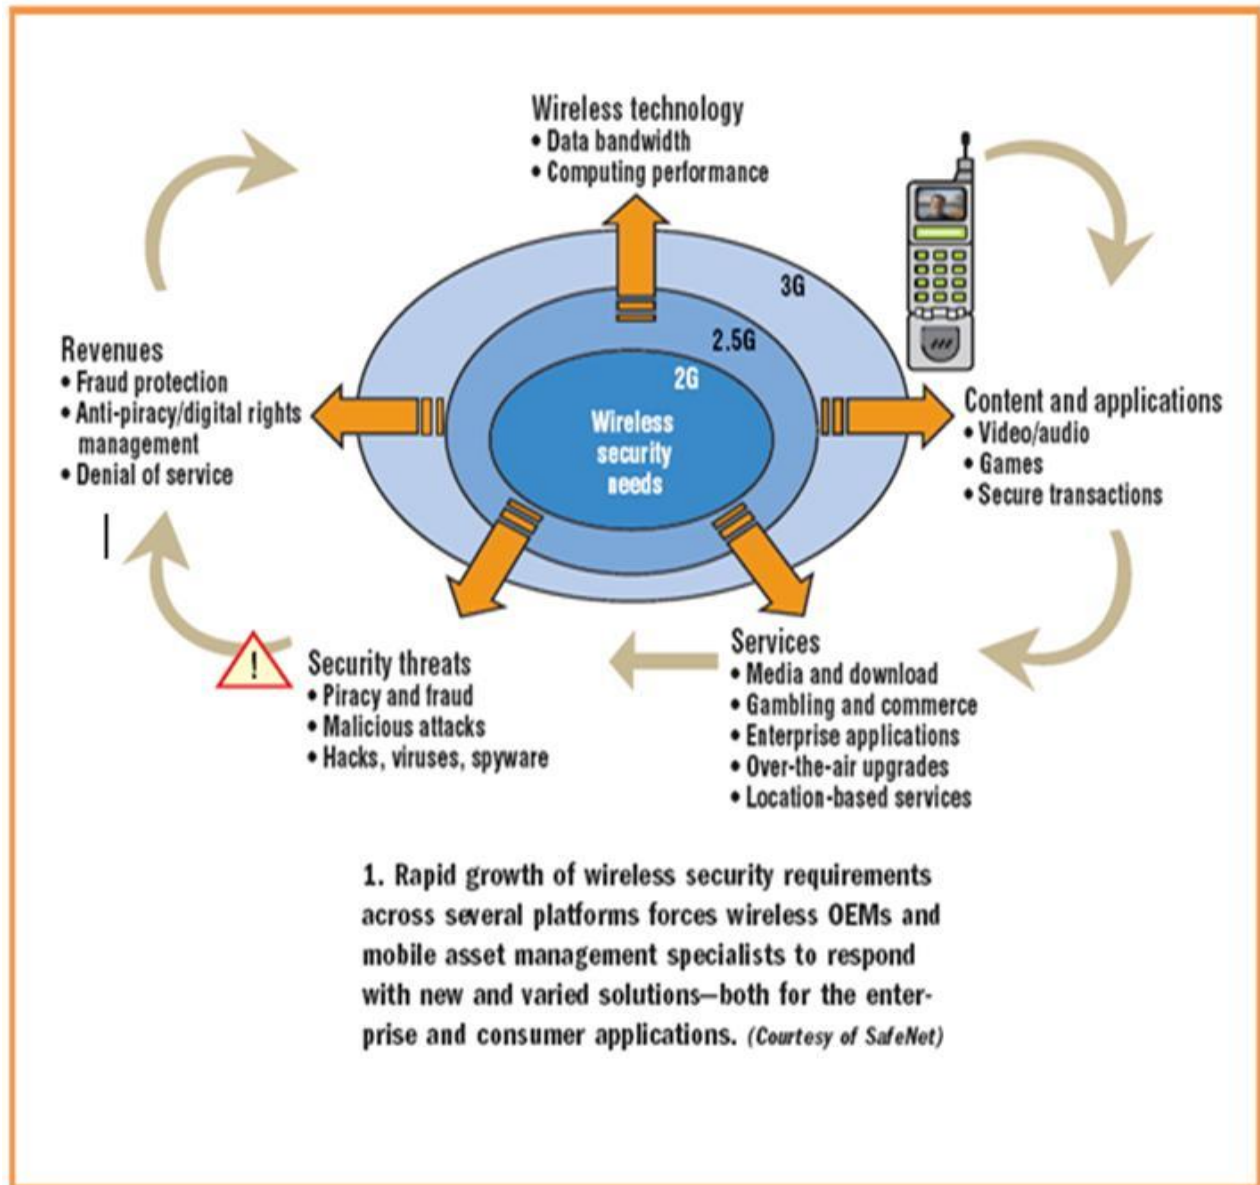 Wireless technology
• Data bandwidth
• Computing performance
3G
2.5G
2G
Wireless
security
needs
Revenues
• Fraud protection
• Anti-piracy/digital rights
management
• Denial of service
Content and applications
• Video/audio
• Games
• Secure transactions
Services
• Media and download
• Gambling and commerce
• Enterprise applications
• Over-the-air upgrades
• Location-based services
!
Security threats
• Piracy and fraud
• Malicious attacks
• Hacks, viruses, spyware
1. Rapid growth of wireless security requirements
across several platforms forces wireless OEMs and
mobile asset management specialists to respond
with new and varied solutions—both for the enter-
prise and consumer applications. (Courtesy of SafeNet)